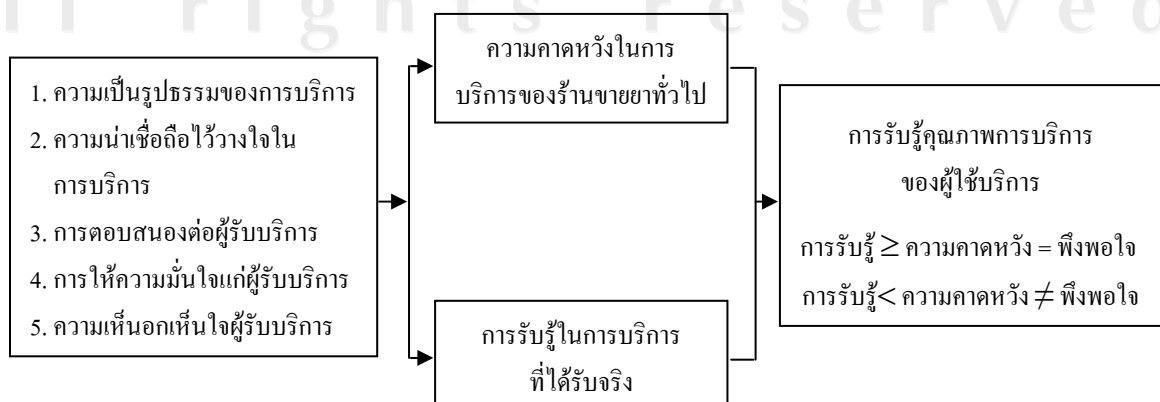 ll rights reserved
1. ความเป็นรูปธรรมของการบริการ
2. ความน่าเชื่อถือไว้วางใจใน
การบริการ
3. การตอบสนองต่อผู้รับบริการ
4. การให้ความมั่นใจแก่ผู้รับบริการ
5. ความเห็นอกเห็นใจผู้รับบริการ
ความคาดหวังในการ
บริการของร้านขายยาทั่วไป
การรับรู้ในการบริการ
ที่ได้รับจริง
การรับรู้คุณภาพการบริการ
ของผู้ใช้บริการ
การรับรู้ ≥ ความคาดหวัง = พึงพอใจ
การรับรู้< ความคาดหวัง ≠ พึงพอใจ